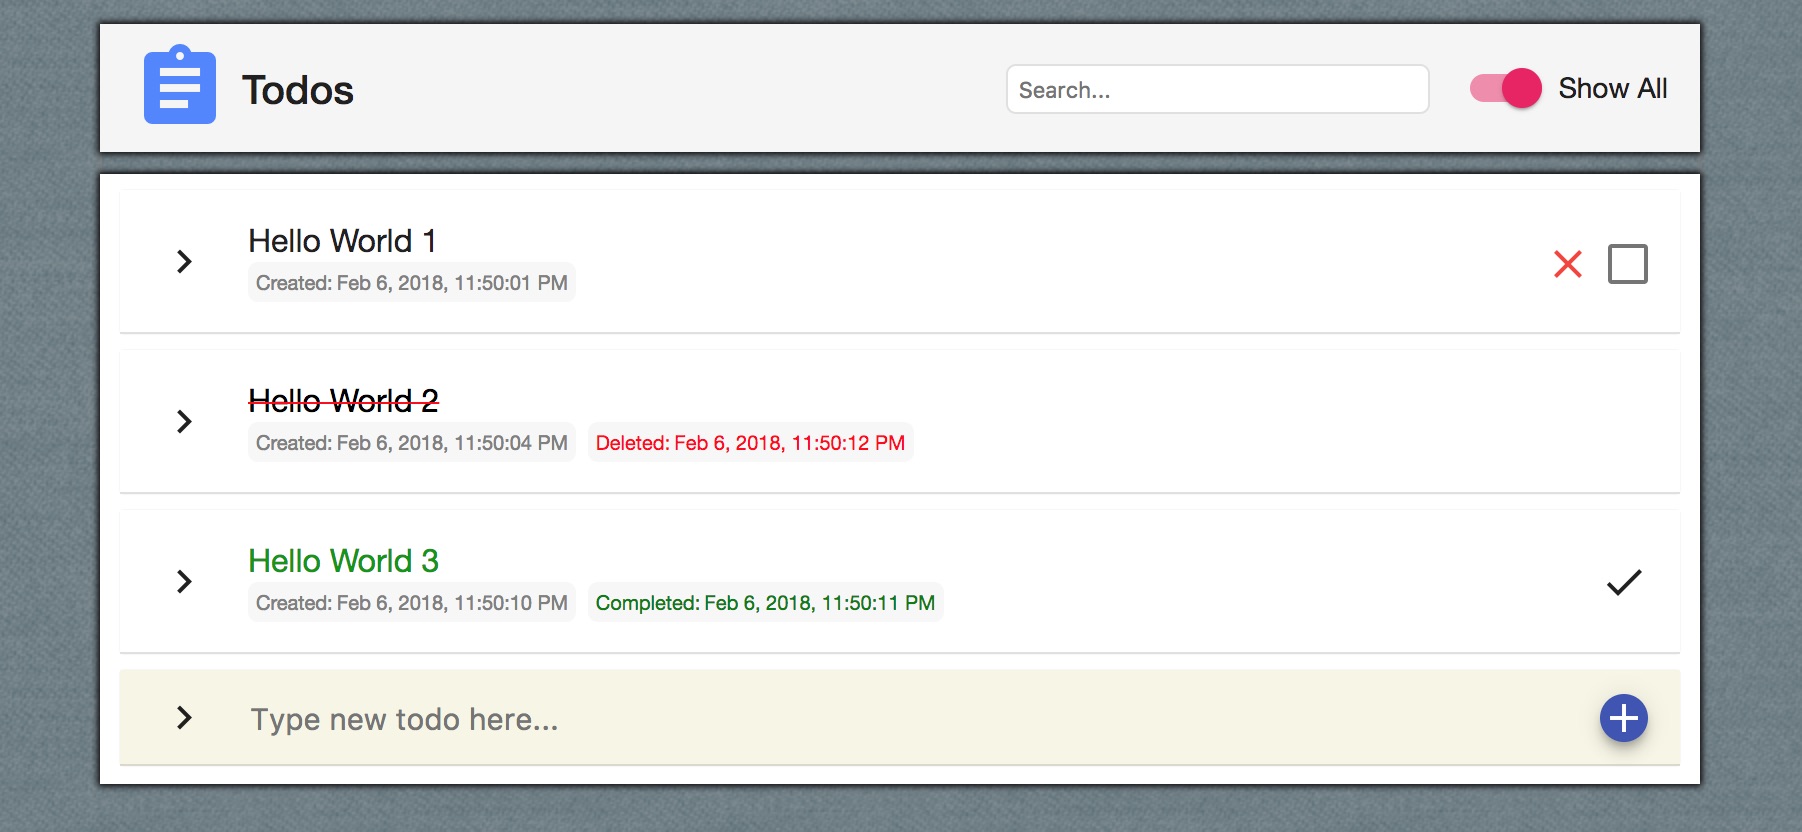 Todos
Search...
Show All
Hello World 1
Created: Feb 6, 2018, 11:50:01 PM
Hello World 2
Created: Feb 6, 2018, 11:50:04 PM Deleted: Feb 6, 2018, 11:50:12 PM
Hello World 3
Created: Feb 6, 2018, 11:50:10 PM Completed: Feb 6, 2018, 11:50:11 PM
Type new todo here...